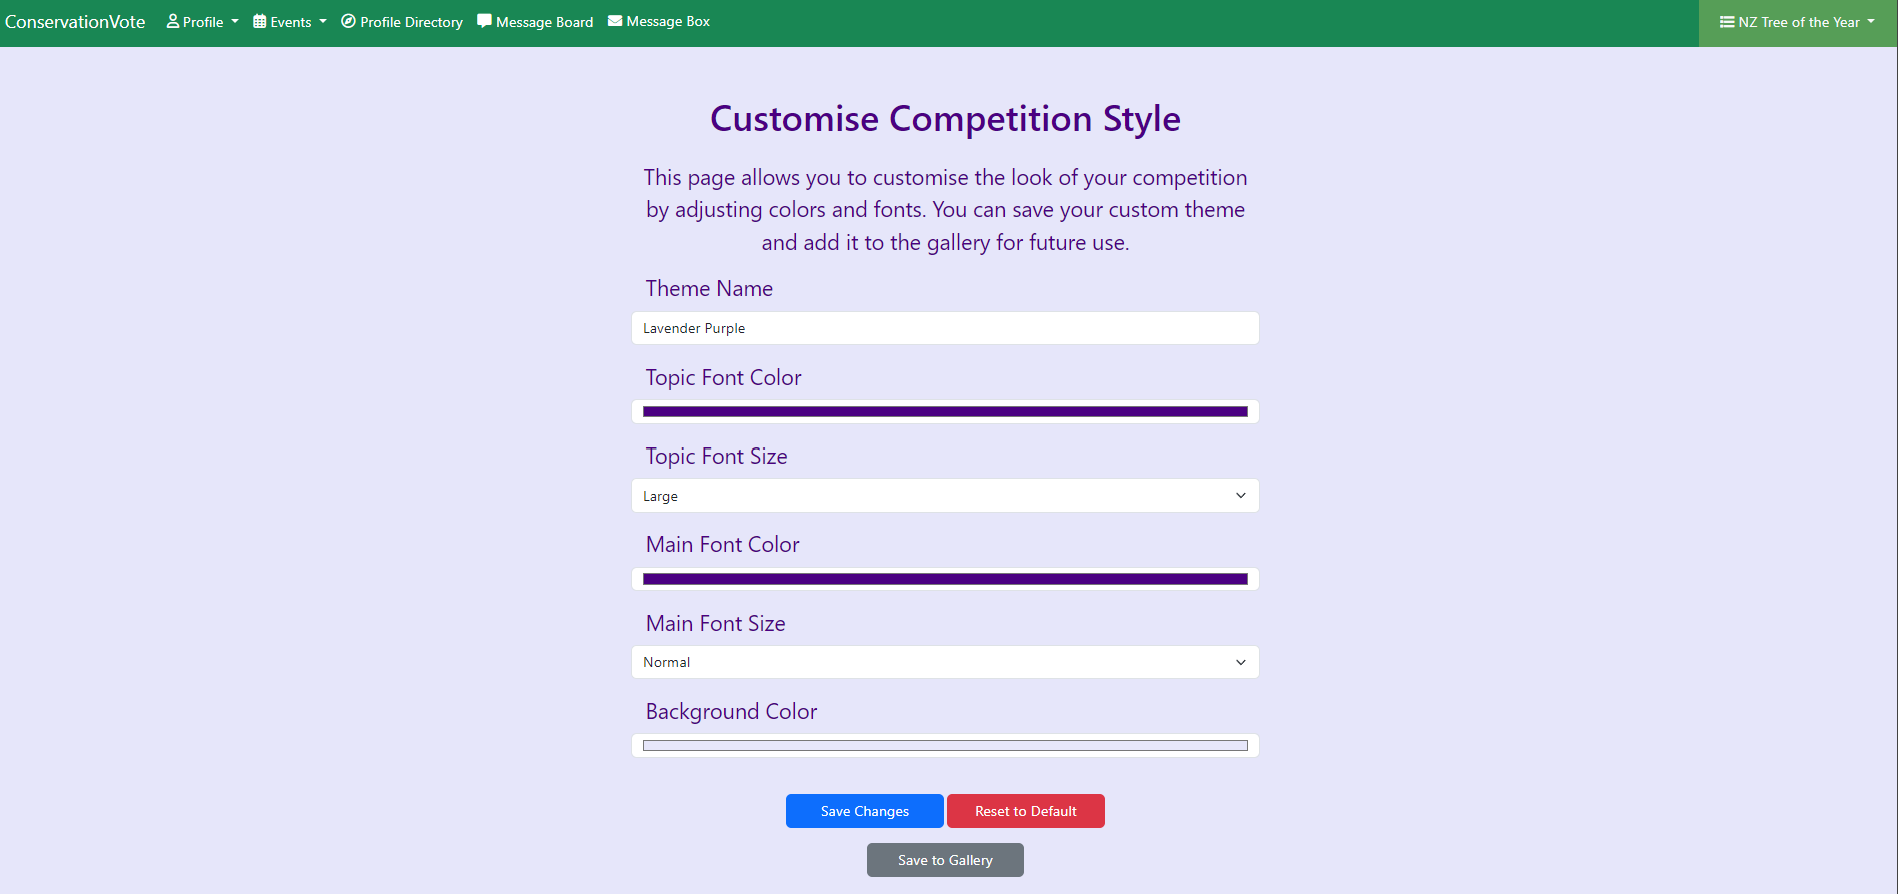 ConservationVote Profile Events Profile Directory Message Board Message Box NZ Tree of the Year
Customise Competition Style
This page allows you to customise the look of your competition
by adjusting colors and fonts. You can save your custom theme
and add it to the gallery for future use.
Theme Name
Lavender Purple
Topic Font Color
Topic Font Size
Large
Main Font Color
Main Font Size
Normal
Background Color
Save Changes Reset to Default
Save to Gallery